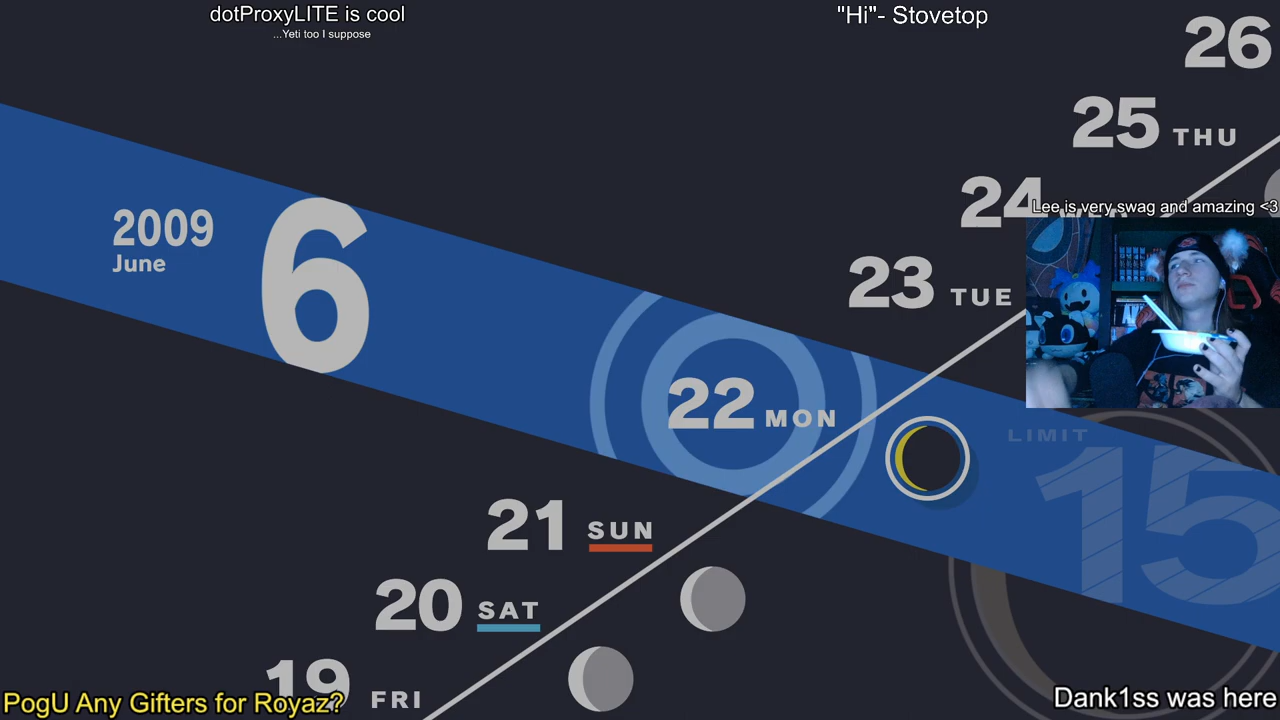 dotProxyLITE is cool
...Yeti too I suppose
"Hi"- Stovetop
26
25 THU
24
Lee is very swag and amazing <3
2009
June
6
23 TUE
22 MON
LIMIT
15
21 SUN
20 SAT
19 FRI
PogU Any Gifters for Royaz?
Dank1ss was here